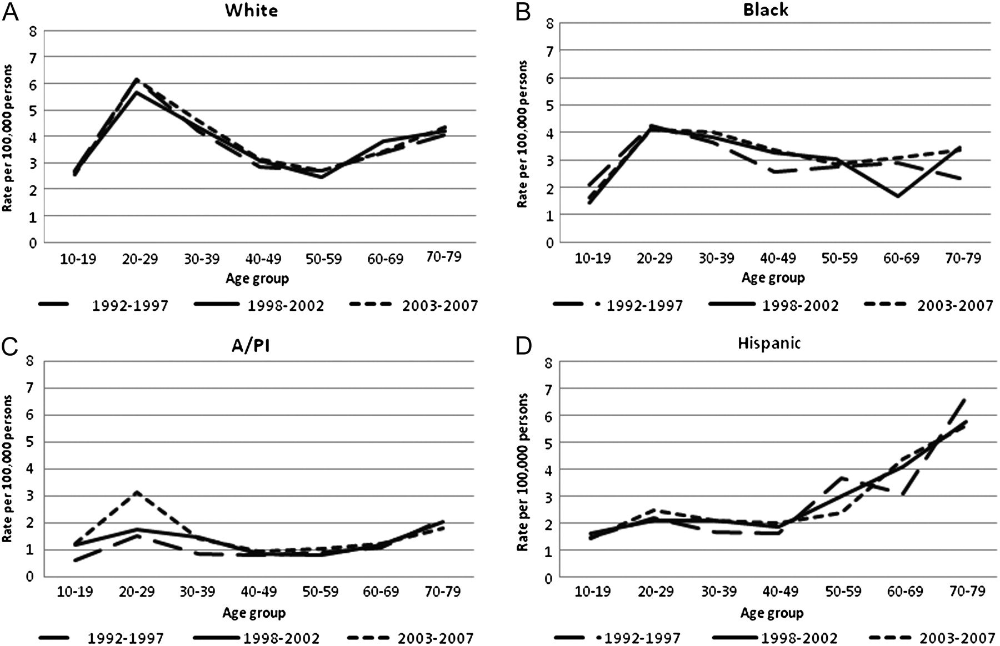 A
White
8
7
6
5
4
3
2
1
0
Rate per 100,000 persons
10-19 20-29 30-39 40-49 50-59 60-69 70-79
Age group
1992-1997 1998-2002 2003-2007
B
Black
8
7
6
5
4
3
2
1
0
Rate per 100,000 persons
10-19 20-29 30-39 40-49 50-59 60-69 70-79
Age group
1992-1997 1998-2002 2003-2007
C
A/PI
8
7
6
5
4
3
2
1
0
Rate per 100,000 persons
10-19 20-29 30-39 40-49 50-59 60-69 70-79
Age group
1992-1997 1998-2002 2003-2007
D
Hispanic
8
7
6
5
4
3
2
1
0
Rate per 100,000 persons
10-19 20-29 30-39 40-49 50-59 60-69 70-79
Age group
1992-1997 1998-2002 2003-2007